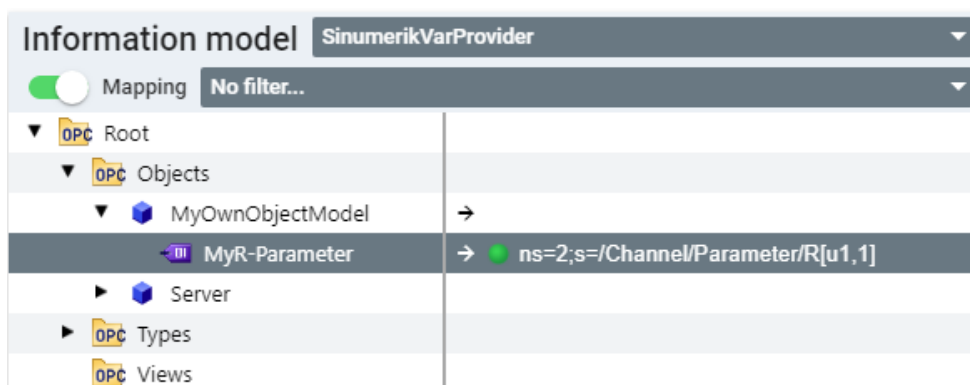 Information model SinumerikVarProvider
Mapping No filter...
OPC Root
OPC Objects
MyOwnObjectModel →
MyR-Parameter → ns=2;s=/Channel/Parameter/R[u1,1]
Server
OPC Types
OPC Views